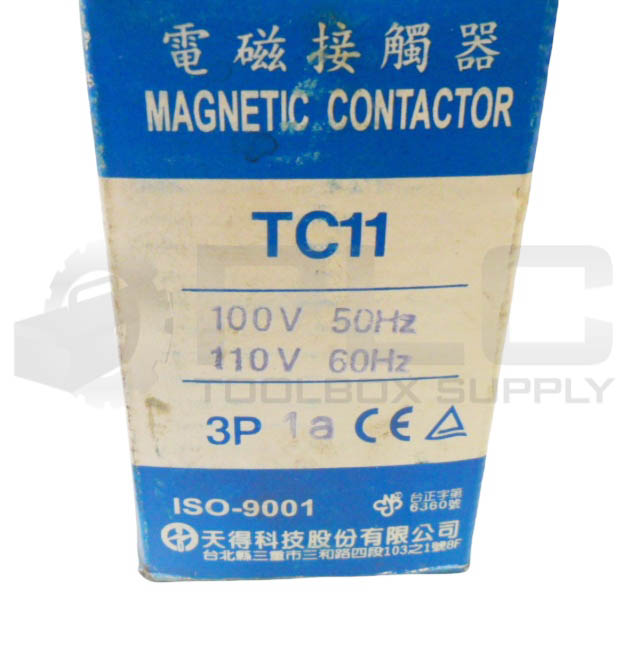 電磁接觸器
MAGNETIC CONTACTOR
TC11
100V 50Hz
110V 60Hz
PLC
TOOLBOX SUPPLY
3P 1a CE
ISO-9001
台正字第
6360號
天得科技股份有限公司
台北縣三重市三和路四段103之1號8F